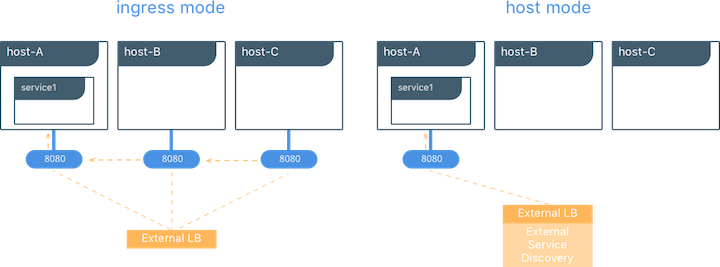 ingress mode
host-A
host-B
host-C
service1
8080
8080
8080
External LB
host mode
host-A
host-B
host-C
service1
8080
External LB
External
Service
Discovery